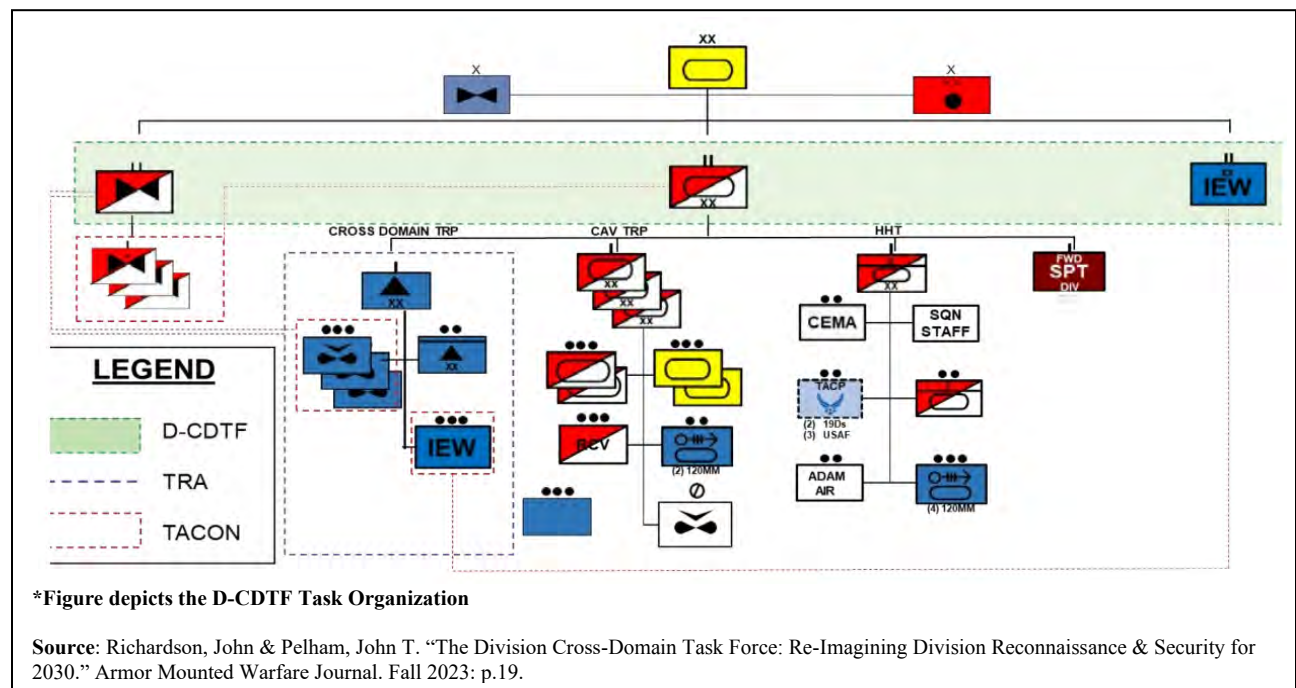 XX
X
X
II
II
XX
II
XX
IEW
CROSS DOMAIN TRP
CAV TRP
HHT
XX
XX
XX
FWD
SPT
DIV
XX
XX
CEMA
SQN
STAFF
LEGEND
D-CDTF
TRA
TACON
IEW
RCV
(2) 120MM
TACP
(2) 19Ds
(3) USAF
ADAM
AIR
(4) 120MM
*Figure depicts the D-CDTF Task Organization
Source: Richardson, John & Pelham, John T. “The Division Cross-Domain Task Force: Re-Imagining Division Reconnaissance & Security for
2030.” Armor Mounted Warfare Journal. Fall 2023: p.19.